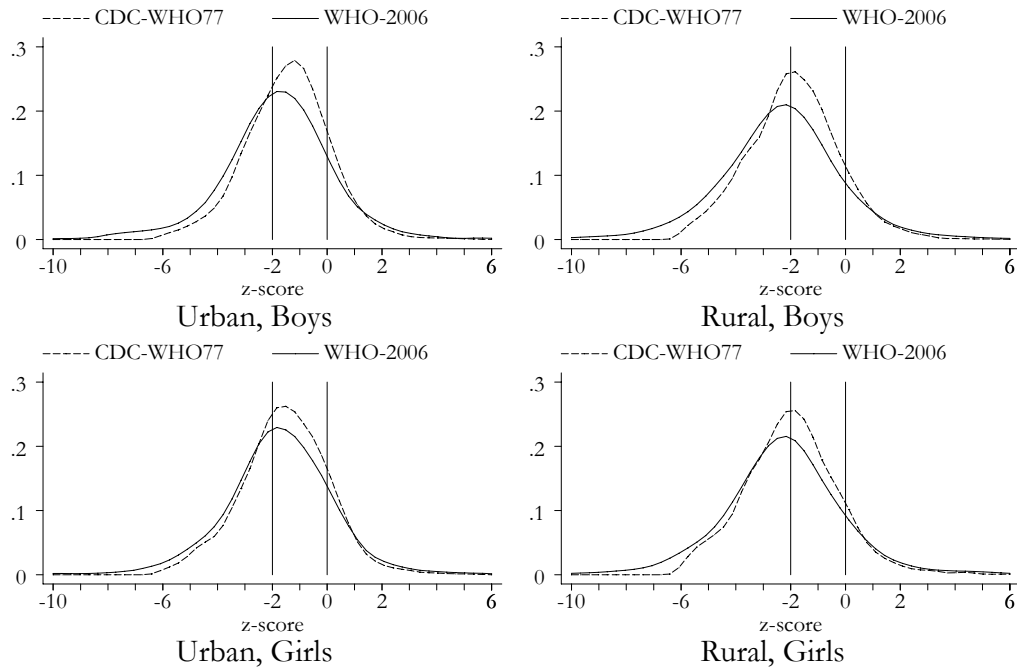 CDC-WHO77 WHO-2006
.3
.2
.1
0
-10 -6 -2 0 2 6
z-score
Urban, Boys
CDC-WHO77 WHO-2006
.3
.2
.1
0
-10 -6 -2 0 2 6
z-score
Rural, Boys
CDC-WHO77 WHO-2006
.3
.2
.1
0
-10 -6 -2 0 2 6
z-score
Urban, Girls
CDC-WHO77 WHO-2006
.3
.2
.1
0
-10 -6 -2 0 2 6
z-score
Rural, Girls